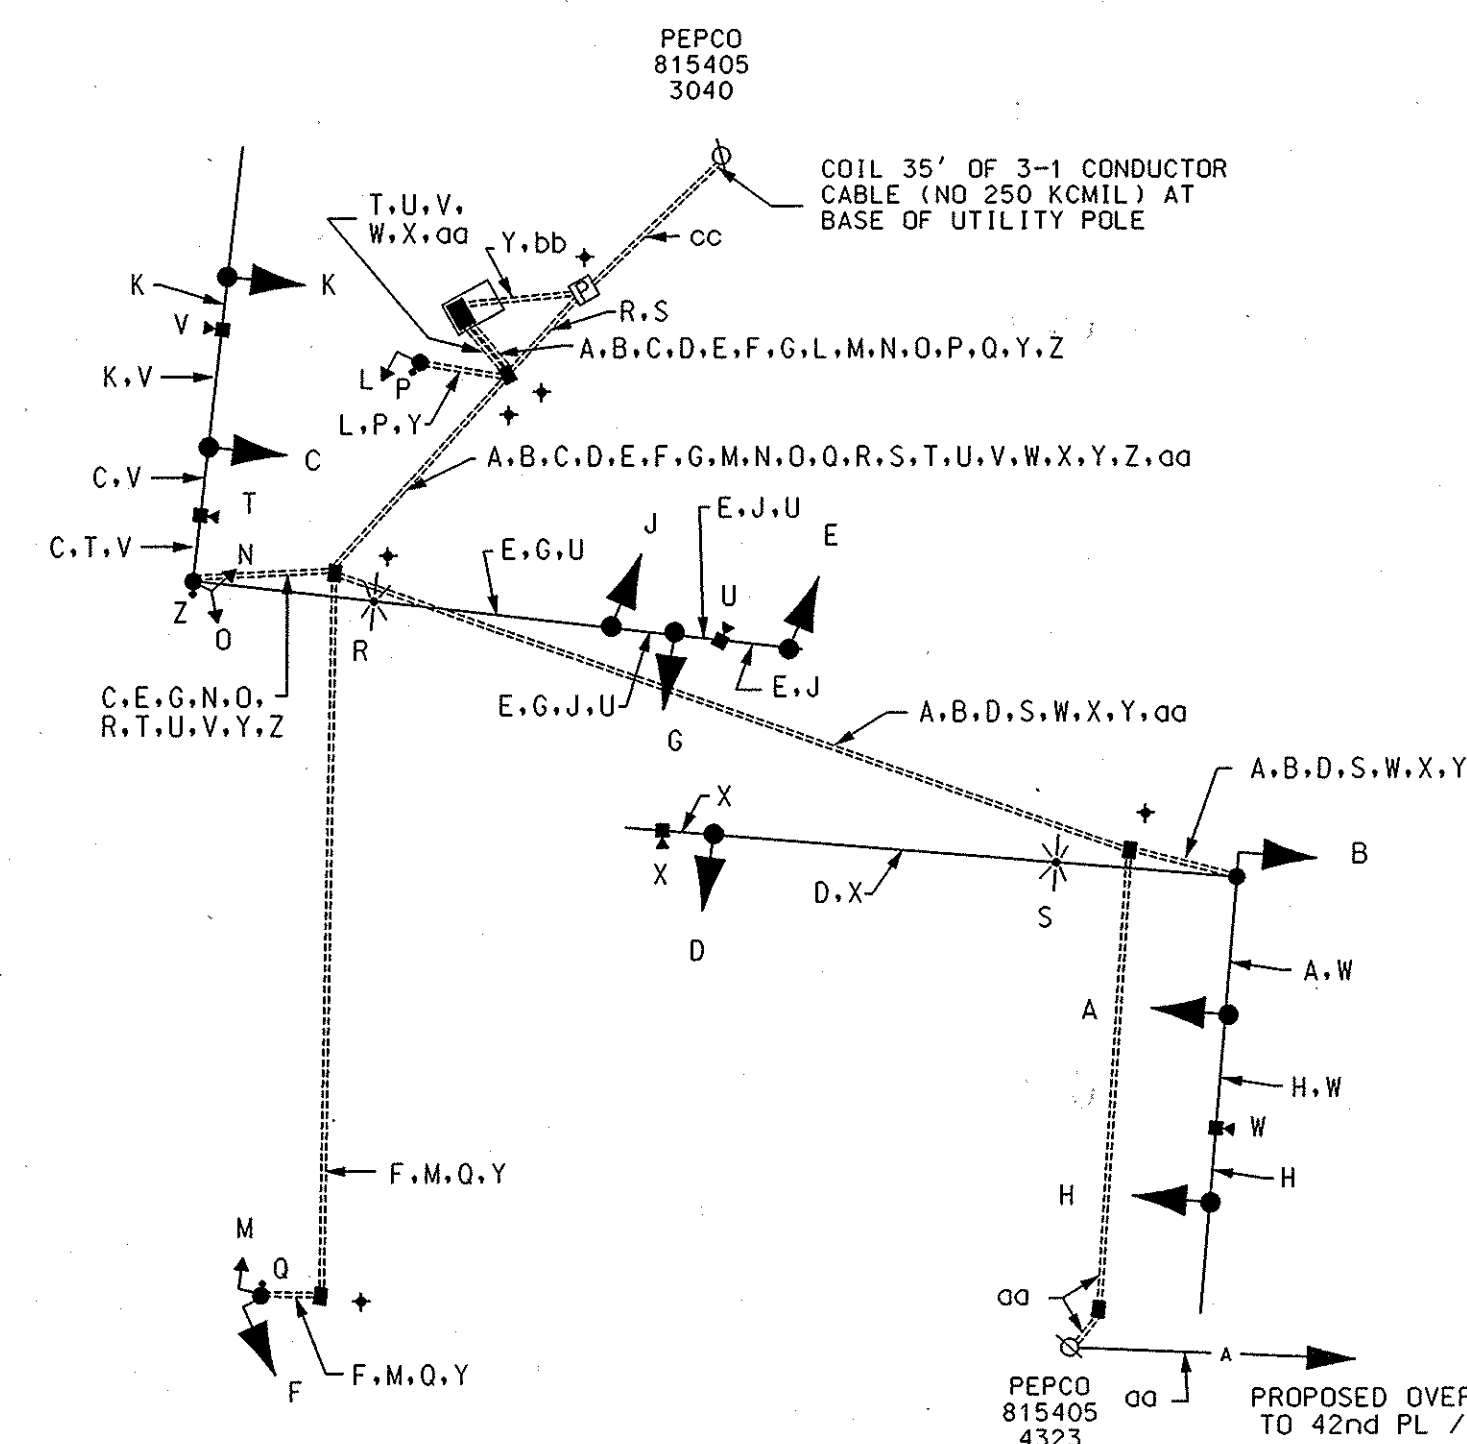 PEPCO
815405
3040
COIL 35' OF 3-1 CONDUCTOR
CABLE (NO 250 KCMIL) AT
BASE OF UTILITY POLE
T,U,V,
W,X,aa
Y,bb
cc
P
K
K
V
R,S
A,B,C,D,E,F,G,L,M,N,O,P,Q,Y,Z
K,V
L
P
L,P,Y
C
A,B,C,D,E,F,G,M,N,O,Q,R,S,T,U,V,W,X,Y,Z,aa
C,V
T
E,J,U
J
E
C,T,V
N
E,G,U
U
Z
O
R
C,E,G,N,O,
R,T,U,V,Y,Z
E,G,J,U
E,J
G
A,B,D,S,W,X,Y,aa
A,B,D,S,W,X,Y
X
B
X
D,X
S
D
A,W
A
H,W
W
F,M,Q,Y
H
H
M
Q
aa
A
F,M,Q,Y
F
PEPCO
815405
4323
aa
PROPOSED
TO 42nd PL /